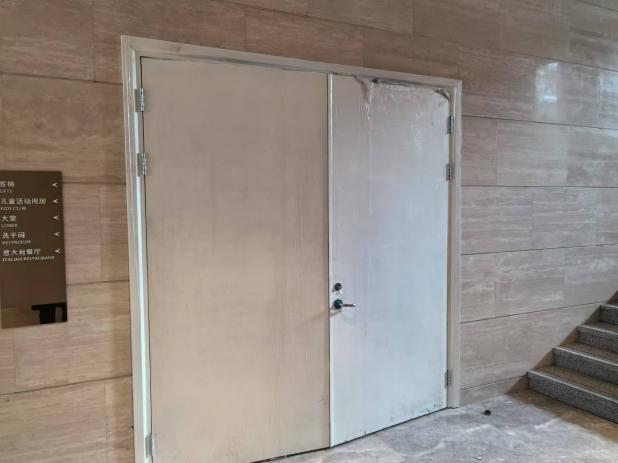 客梯
LIFTS
儿童活动用房
KIDS CLUB
大堂
LOBBY
洗手间
RESTROOM
意大利餐厅
ITALIAN RESTAURANT